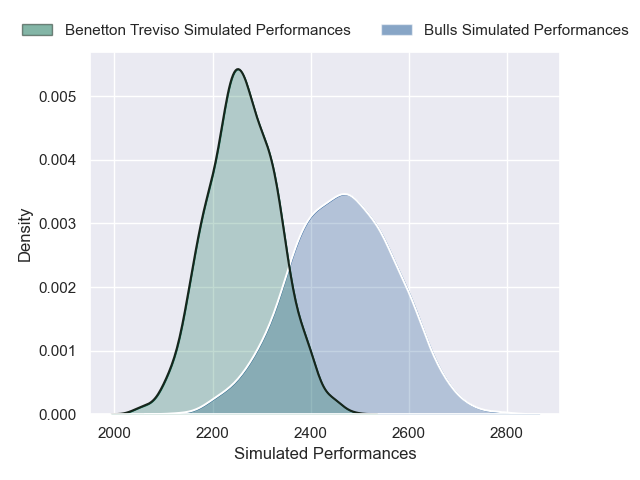 Benetton Treviso Simulated Performances
Bulls Simulated Performances
0.005
0.004
0.003
0.002
0.001
0.000
Density
2000
2200
2400
2600
2800
Simulated Performances